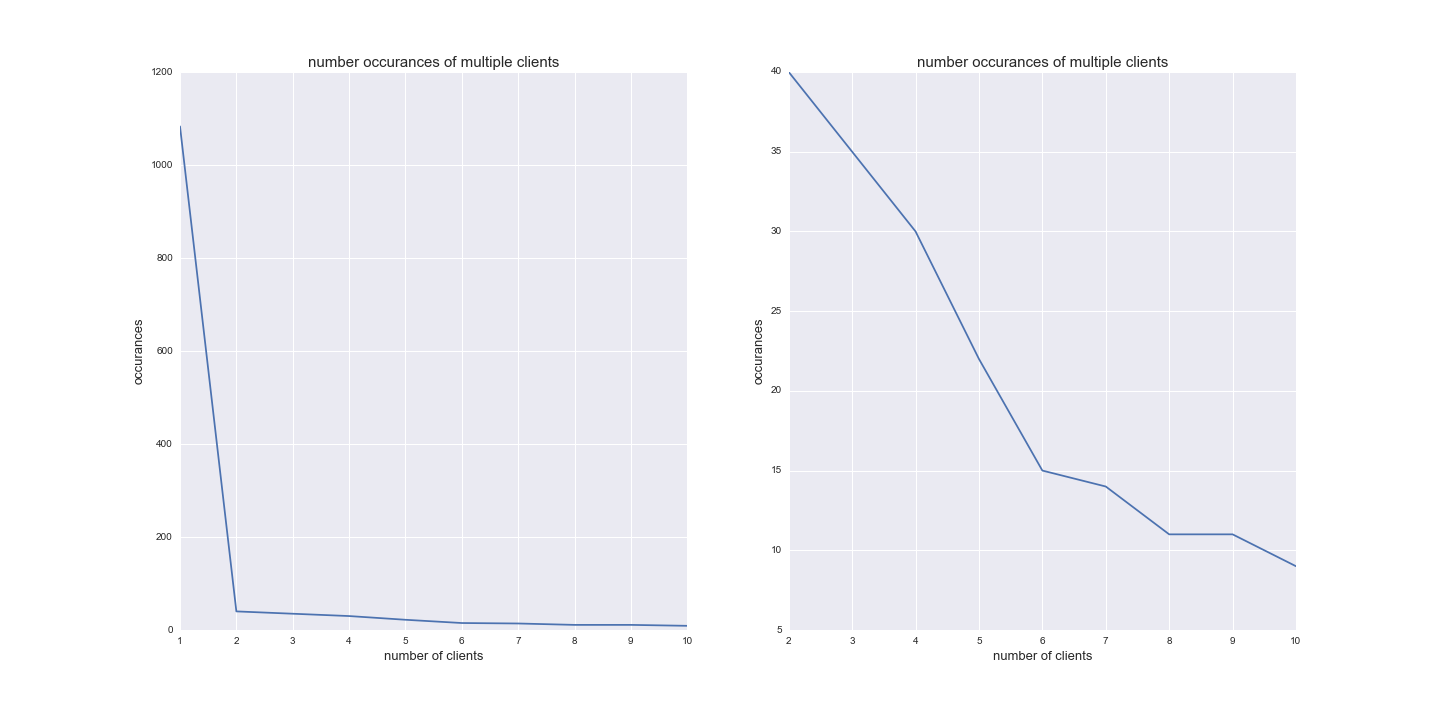 number occurances of multiple clients
1200
1000
800
600
400
200
0
occurances
1 2 3 4 5 6 7 8 9 10
number of clients
number occurances of multiple clients
40
35
30
25
20
15
10
5
occurances
2 3 4 5 6 7 8 9 10
number of clients